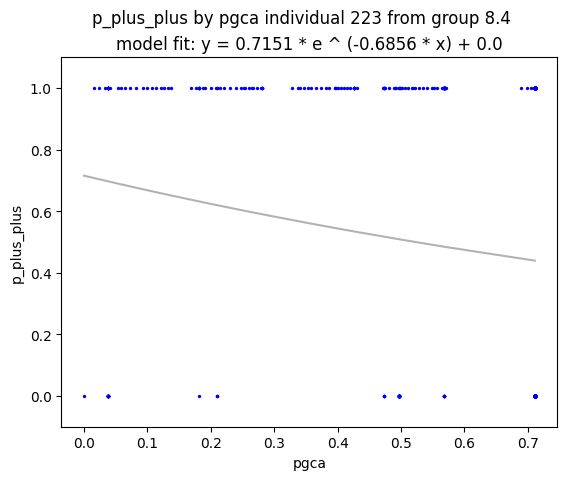 p_plus_plus by pgca individual 223 from group 8.4
model fit: y = 0.7151 * e ^ (-0.6856 * x) + 0.0
1.0
0.8
0.6
0.4
0.2
0.0
p_plus_plus
0.0 0.1 0.2 0.3 0.4 0.5 0.6 0.7
pgca